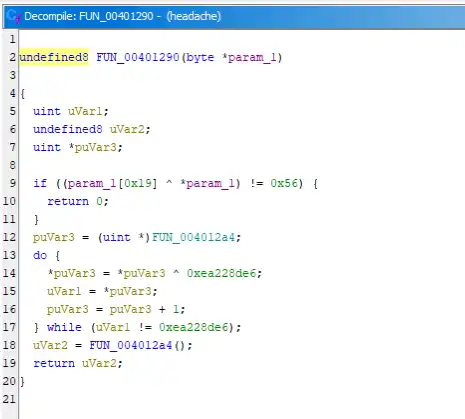 Decompile: FUN_00401290 - (headache)
1
2 undefined8 FUN_00401290(byte *param_1)
3
4 {
5 uint uVar1;
6 undefined8 uVar2;
7 uint *puVar3;
8
9 if ((param_1[0x19] ^ *param_1) != 0x56) {
10 return 0;
11 }
12 puVar3 = (uint *)FUN_004012a4;
13 do {
14 *puVar3 = *puVar3 ^ 0xea228de6;
15 uVar1 = *puVar3;
16 puVar3 = puVar3 + 1;
17 } while (uVar1 != 0xea228de6);
18 uVar2 = FUN_004012a4();
19 return uVar2;
20 }
21